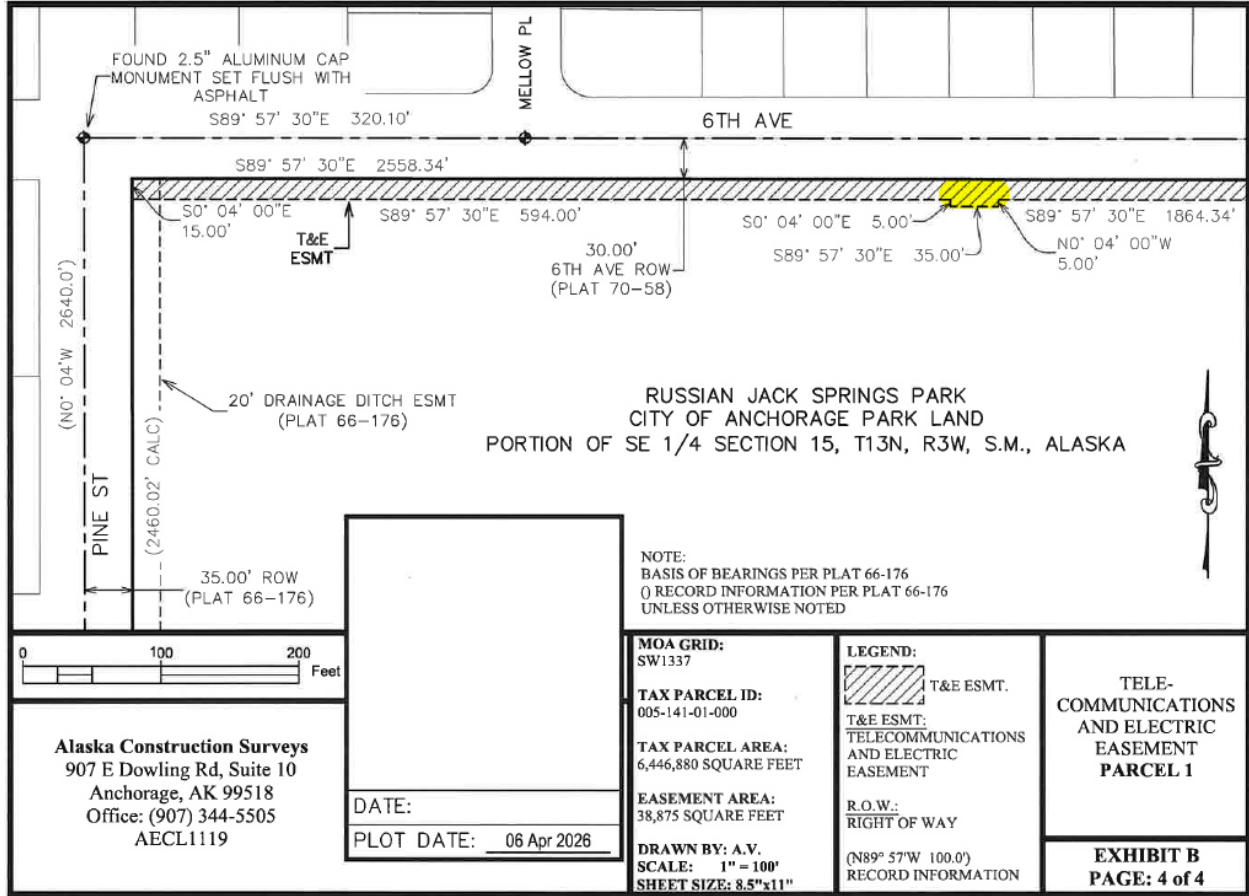 FOUND 2.5" ALUMINUM CAP
MONUMENT SET FLUSH WITH
ASPHALT
S89° 57' 30"E 320.10'
MELLOW PL
6TH AVE
S89° 57' 30"E 2558.34'
S0° 04' 00"E
15.00'
T&E
ESMT
S89° 57' 30"E 594.00'
30.00'
6TH AVE ROW
(PLAT 70-58)
S0° 04' 00"E 5.00'
S89° 57' 30"E 35.00'
N0° 04' 00"W
5.00'
S89° 57' 30"E 1864.34'
(N0° 04'W 2640.0')
20' DRAINAGE DITCH ESMT
(PLAT 66-176)
(2460.02' CALC)
PINE ST
35.00' ROW
(PLAT 66-176)
RUSSIAN JACK SPRINGS PARK
CITY OF ANCHORAGE PARK LAND
PORTION OF SE 1/4 SECTION 15, T13N, R3W, S.M., ALASKA
NOTE:
BASIS OF BEARINGS PER PLAT 66-176
() RECORD INFORMATION PER PLAT 66-176
UNLESS OTHERWISE NOTED
0 100 200
Feet
Alaska Construction Surveys
907 E Dowling Rd, Suite 10
Anchorage, AK 99518
Office: (907) 344-5505
AECL1119
DATE:
PLOT DATE: 06 Apr 2026
MOA GRID:
SW1337
TAX PARCEL ID:
005-141-01-000
TAX PARCEL AREA:
6,446,880 SQUARE FEET
EASEMENT AREA:
38,875 SQUARE FEET
DRAWN BY: A.V.
SCALE: 1" = 100'
SHEET SIZE: 8.5"x11"
LEGEND:
T&E ESMT.
T&E ESMT:
TELECOMMUNICATIONS
AND ELECTRIC
EASEMENT
R.O.W.:
RIGHT OF WAY
(N89° 57'W 100.0')
RECORD INFORMATION
TELE-
COMMUNICATIONS
AND ELECTRIC
EASEMENT
PARCEL 1
EXHIBIT B
PAGE: 4 of 4